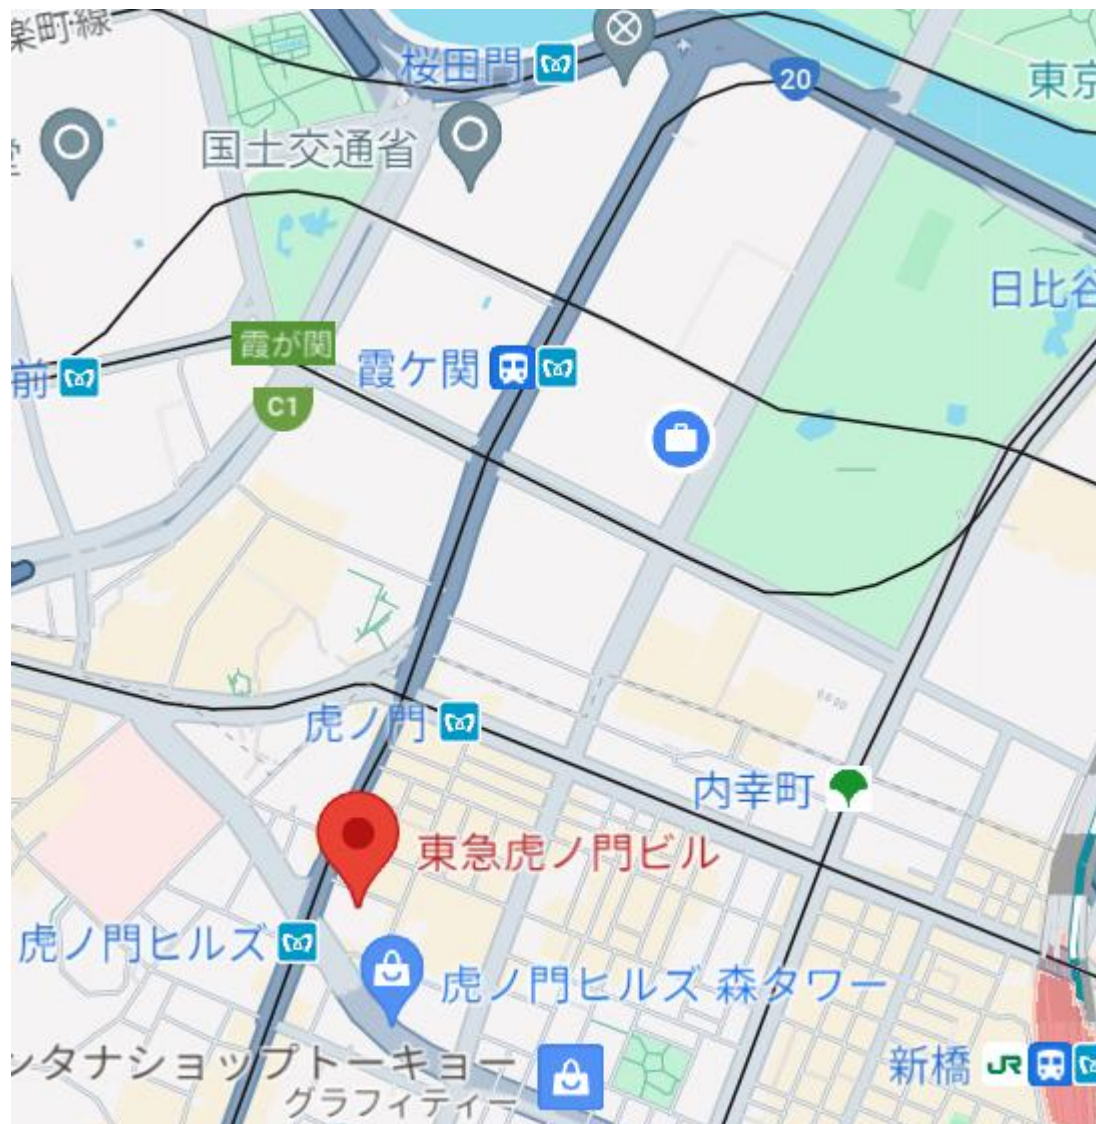 楽町線
桜田門
20
東京
国土交通省
日比谷
霞が関
前
霞ケ関
C1
虎ノ門
内幸町
東急虎ノ門ビル
虎ノ門ヒルズ
虎ノ門ヒルズ 森タワー
ンタナショップトーキョー
グラフィティー
新橋 JR